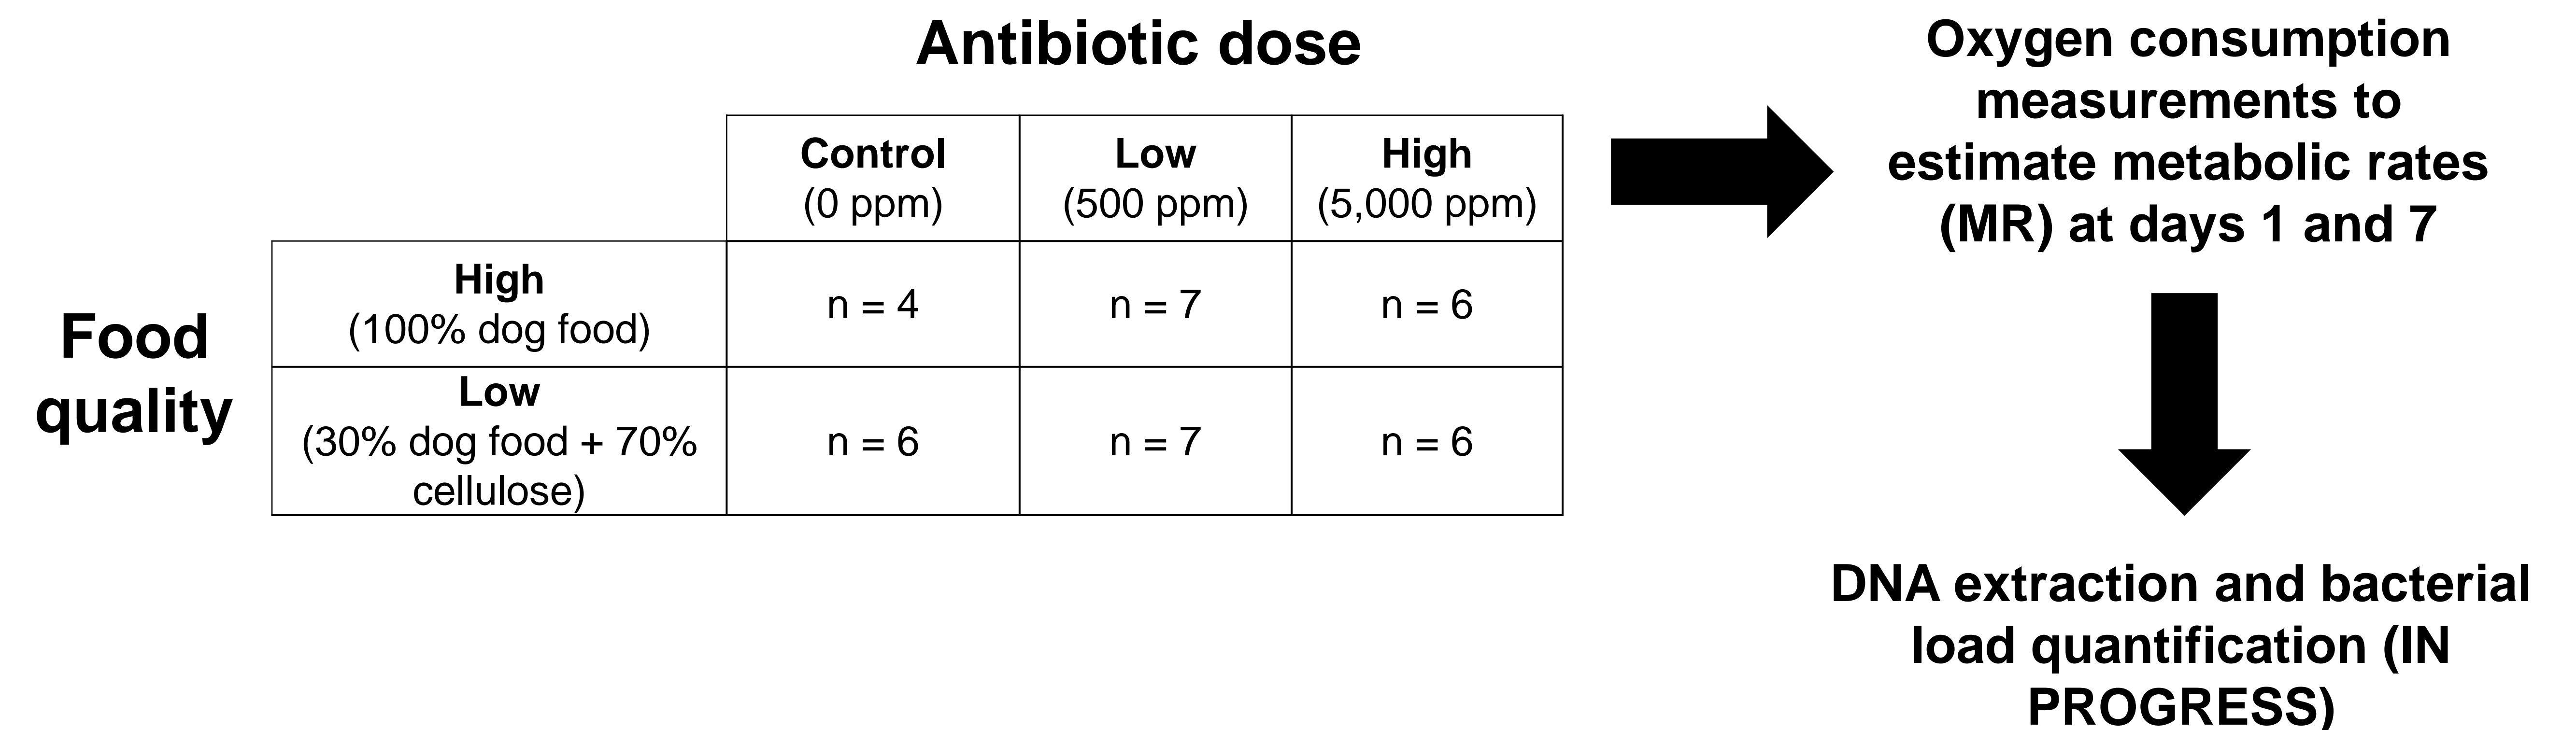 Antibiotic dose
Control
(0 ppm)
Low
(500 ppm)
High
(5,000 ppm)
Food
quality
High
(100% dog food)
n = 4
n = 7
n = 6
Low
(30% dog food + 70%
cellulose)
n = 6
n = 7
n = 6
Oxygen consumption
measurements to
estimate metabolic rates
(MR) at days 1 and 7
DNA extraction and bacterial
load quantification (IN
PROGRESS)